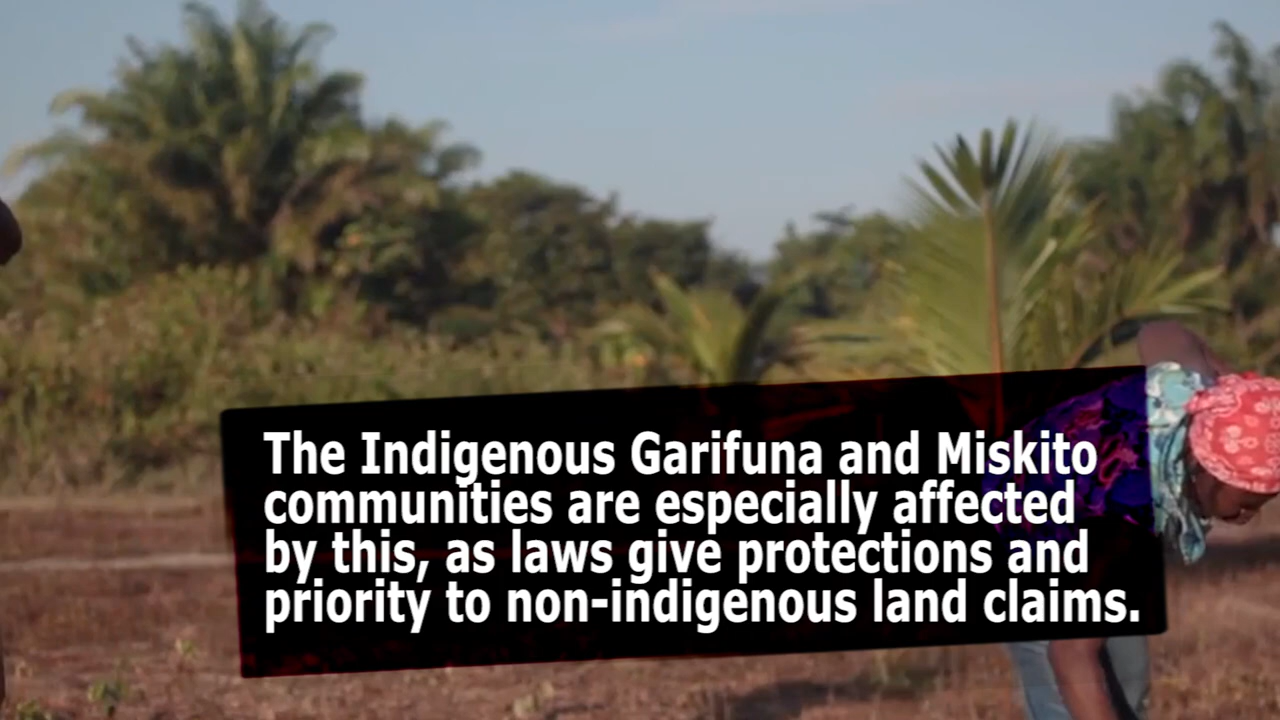 The Indigenous Garifuna and Miskito
communities are especially affected
by this, as laws give protections and
priority to non-indigenous land claims.